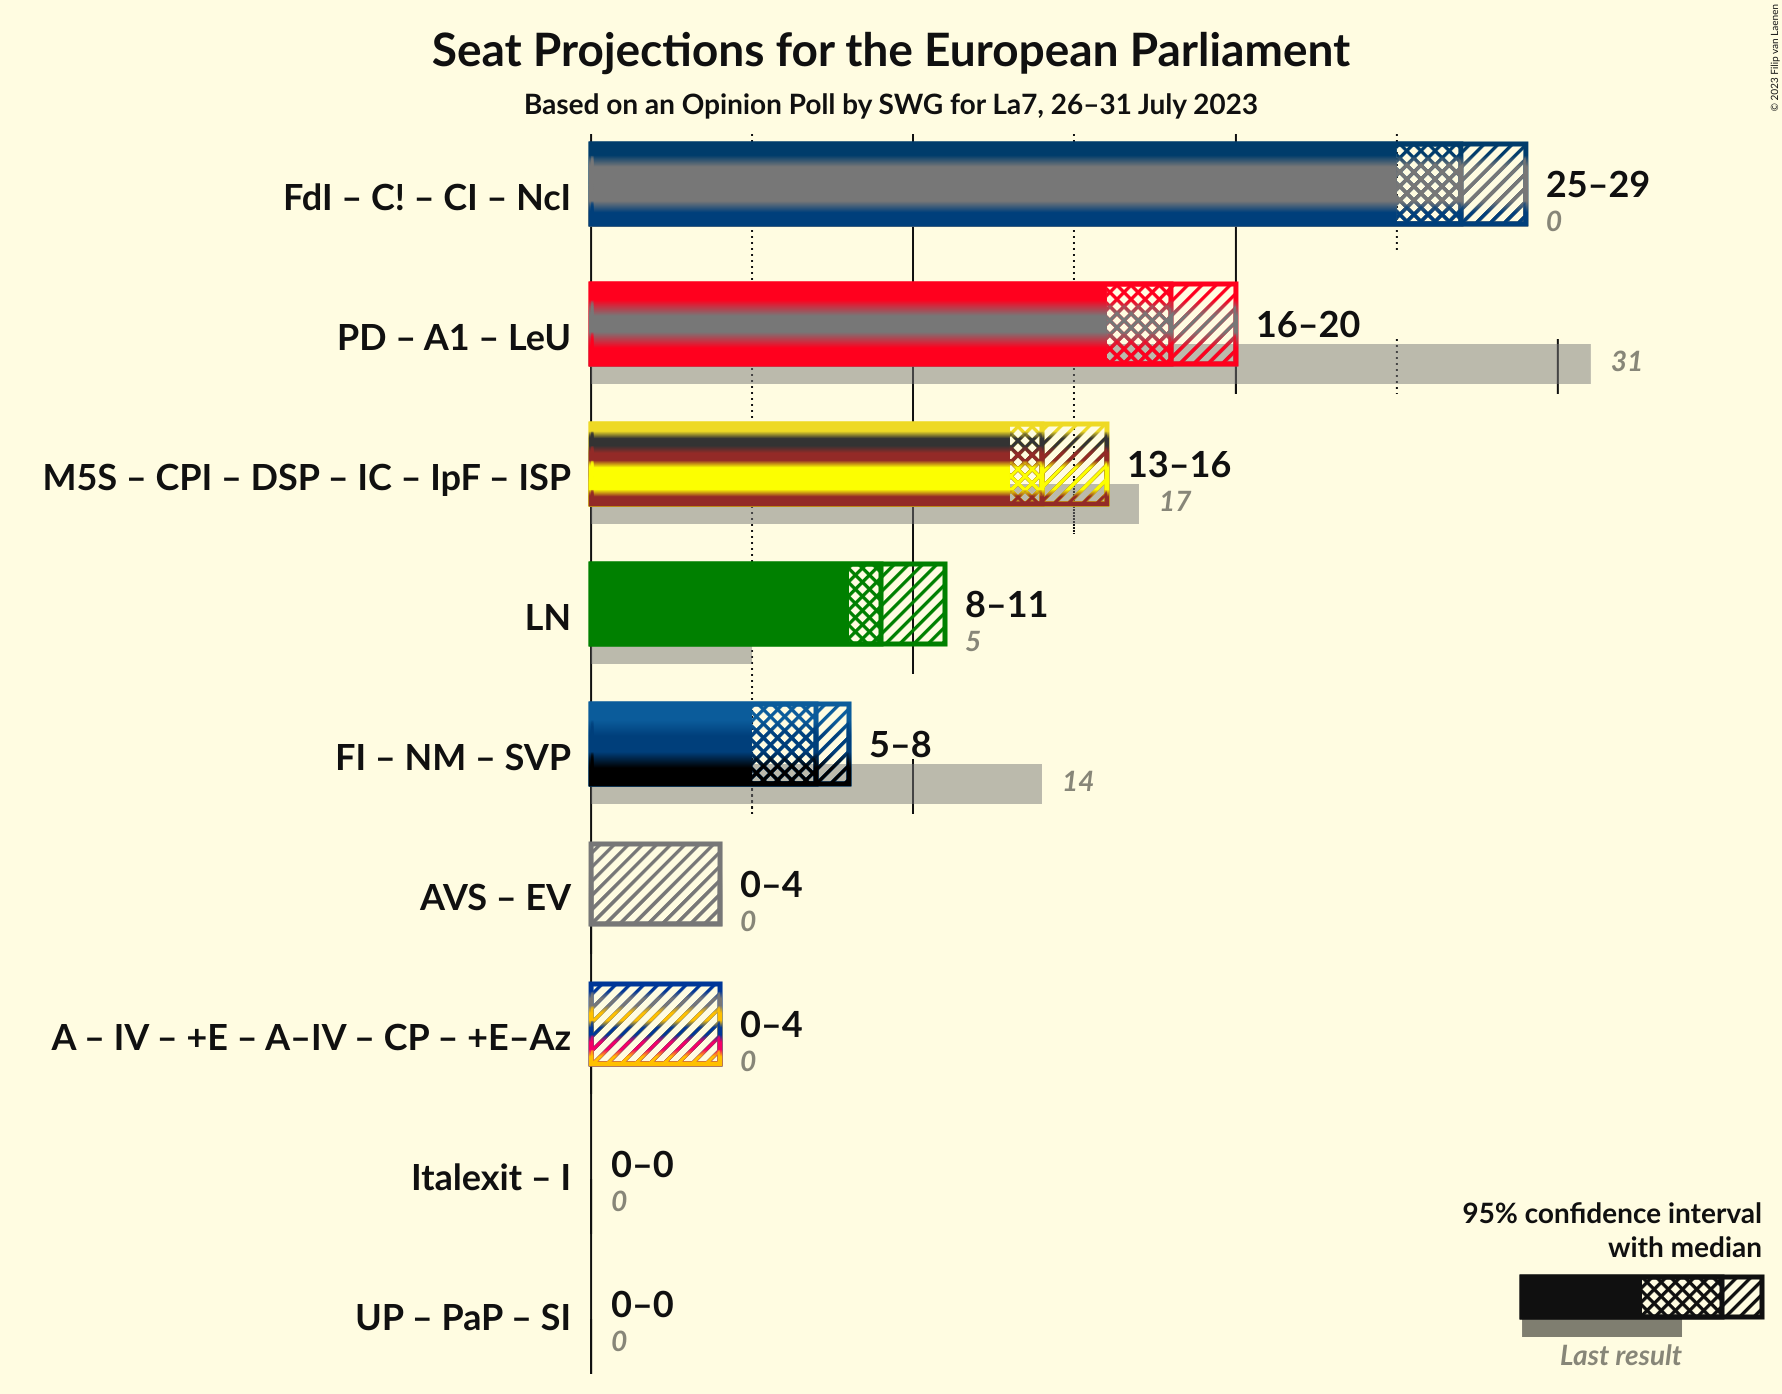 Seat Projections for the European Parliament
Based on an Opinion Poll by SWG for La7, 26–31 July 2023
© 2023 Filip van Laenen
FdI – C! – CI – NcI
25–29
0
PD – A1 – LeU
16–20
31
M5S – CPI – DSP – IC – IpF – ISP
13–16
17
LN
8–11
5
FI – NM – SVP
5–8
14
AVS – EV
0–4
0
A – IV – +E – A–IV – CP – +E–Az
0–4
0
Italexit – I
0–0
0
UP – PaP – SI
0–0
0
95% confidence interval
with median
Last result